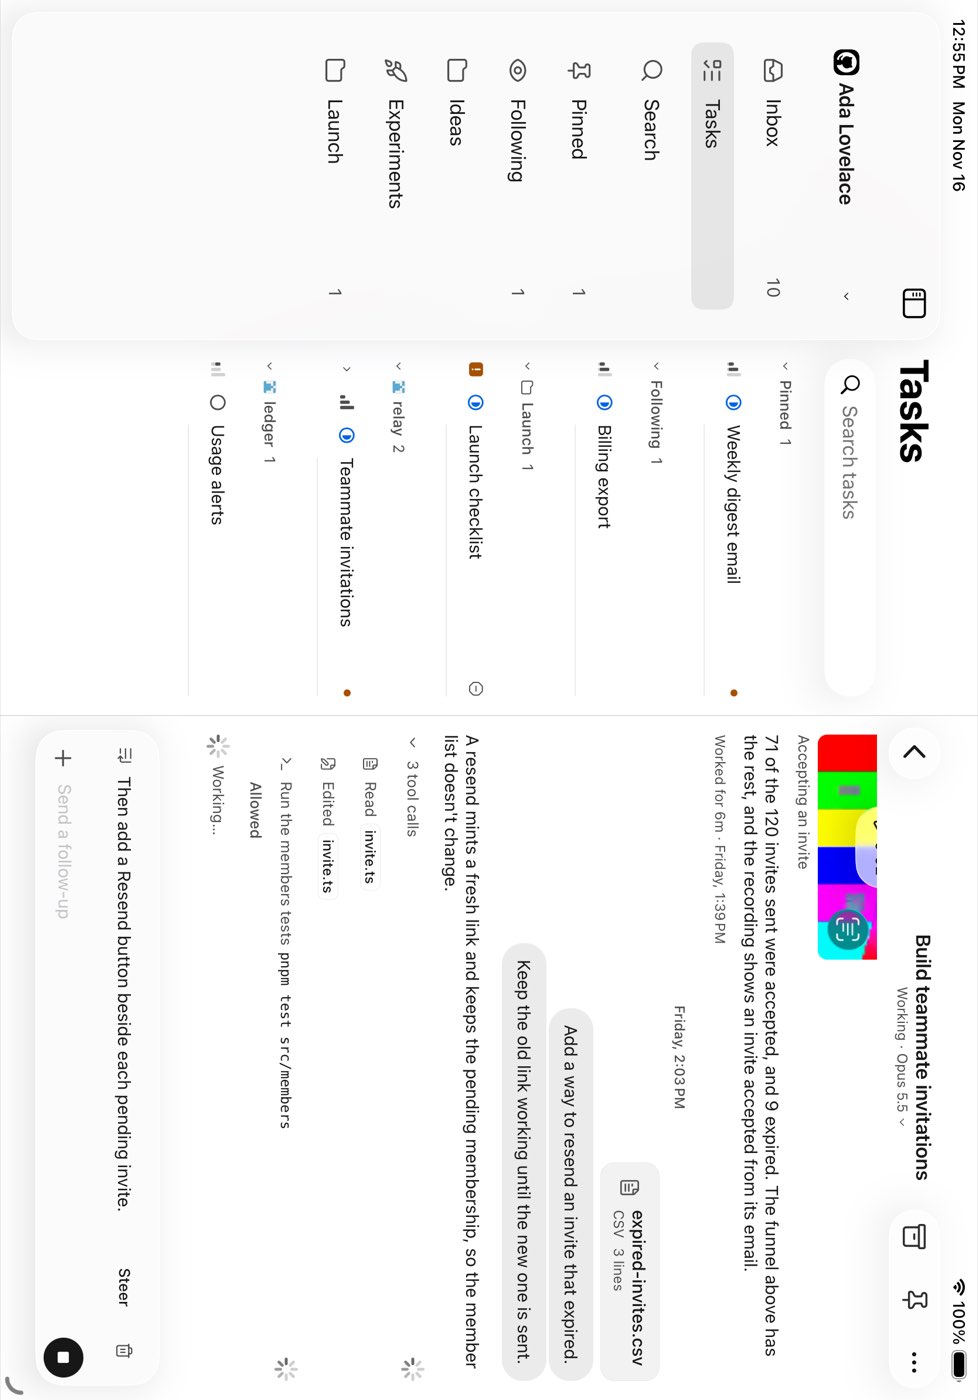 12:55 PM Mon Nov 16
100%
Ada Lovelace
Inbox 10
Tasks
Search
Pinned 1
Following 1
Ideas
Experiments
Launch 1
Tasks
Search tasks
Pinned 1
Weekly digest email
Following 1
Billing export
Launch 1
Launch checklist
relay 2
Teammate invitations
ledger 1
Usage alerts
Build teammate invitations
Working · Opus 5.5
Accepting an invite
71 of the 120 invites sent were accepted, and 9 expired. The funnel above has
the rest, and the recording shows an invite accepted from its email.
Worked for 6m · Friday, 1:39 PM
Friday, 2:03 PM
expired-invites.csv
CSV 3 lines
Add a way to resend an invite that expired.
Keep the old link working until the new one is sent.
A resend mints a fresh link and keeps the pending membership, so the member
list doesn't change.
3 tool calls
Read invite.ts
Edited invite.ts
Run the members tests pnpm test src/members
Allowed
Working...
Then add a Resend button beside each pending invite. Steer
Send a follow-up